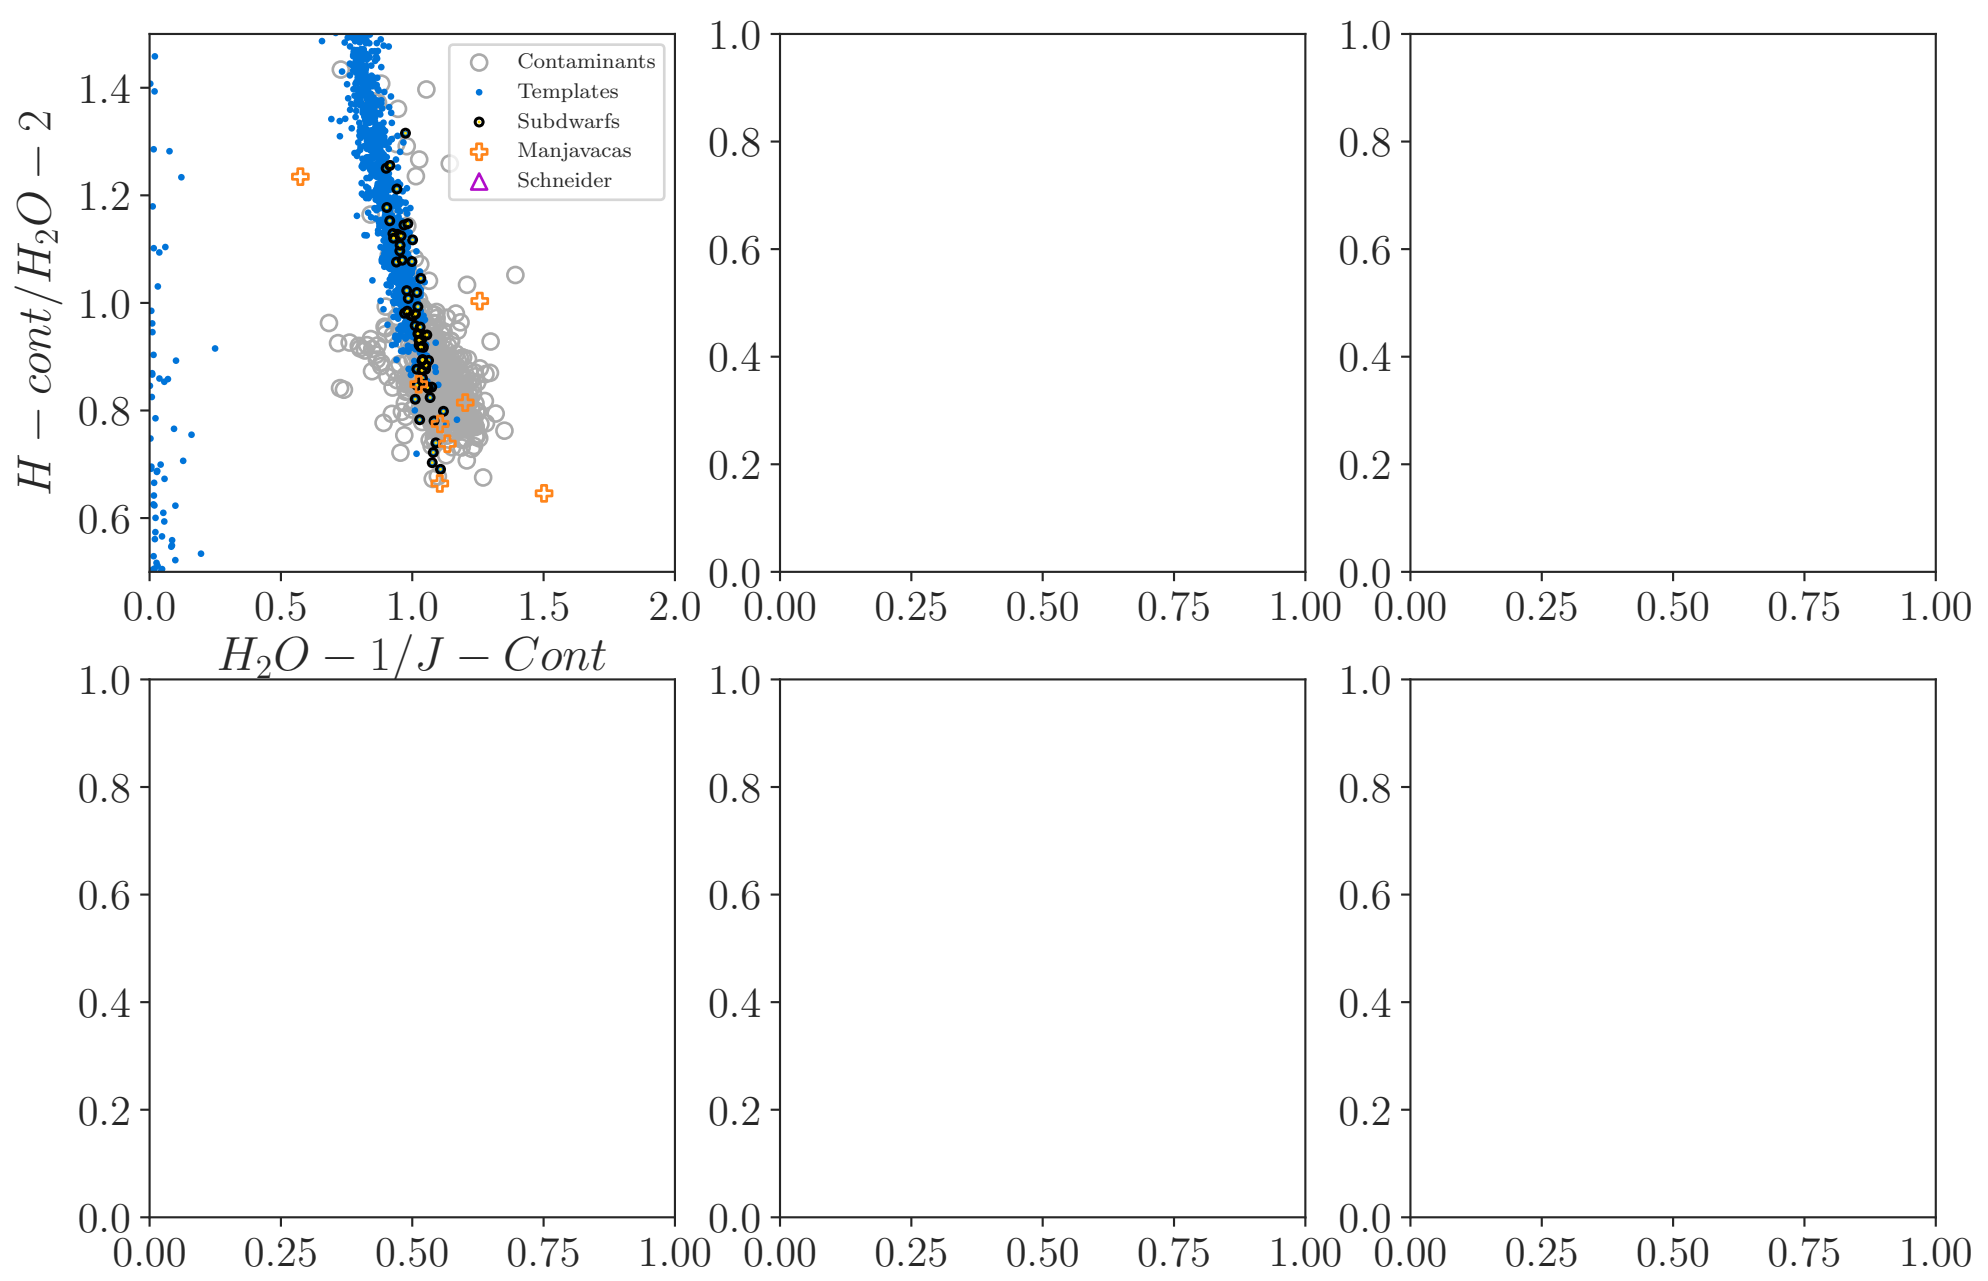 1.0 1.0
Contaminants
1.4 Templates
Subdwarfs 0.8 0.8
Manjavacas
Schneider
1.2
0.6 0.6
H − cont/H₂O − 2
1.0
0.4 0.4
0.8
0.2 0.2
0.6
0.0 0.0
0.0 0.5 1.0 1.5 2.0 0.00 0.25 0.50 0.75 1.00 0.00 0.25 0.50 0.75 1.00
H₂O − 1/J − Cont
1.0 1.0 1.0
0.8 0.8 0.8
0.6 0.6 0.6
0.4 0.4 0.4
0.2 0.2 0.2
0.0 0.0 0.0
0.00 0.25 0.50 0.75 1.00 0.00 0.25 0.50 0.75 1.00 0.00 0.25 0.50 0.75 1.00